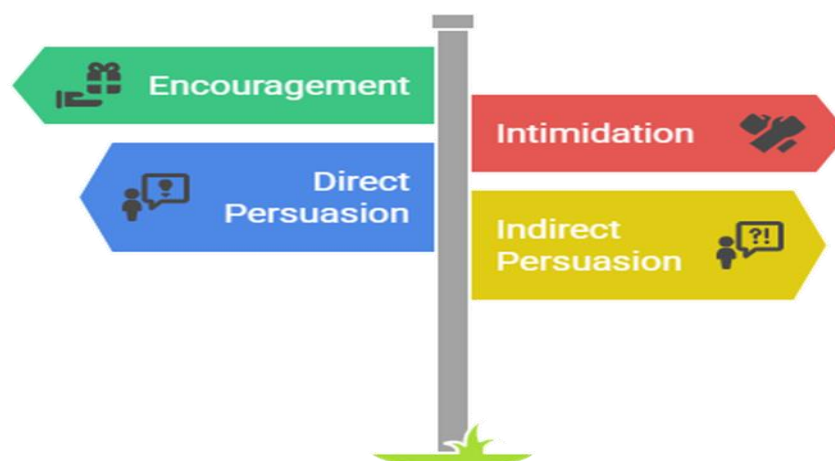 Encouragement
Intimidation
Direct
Persuasion
Indirect
Persuasion
?!